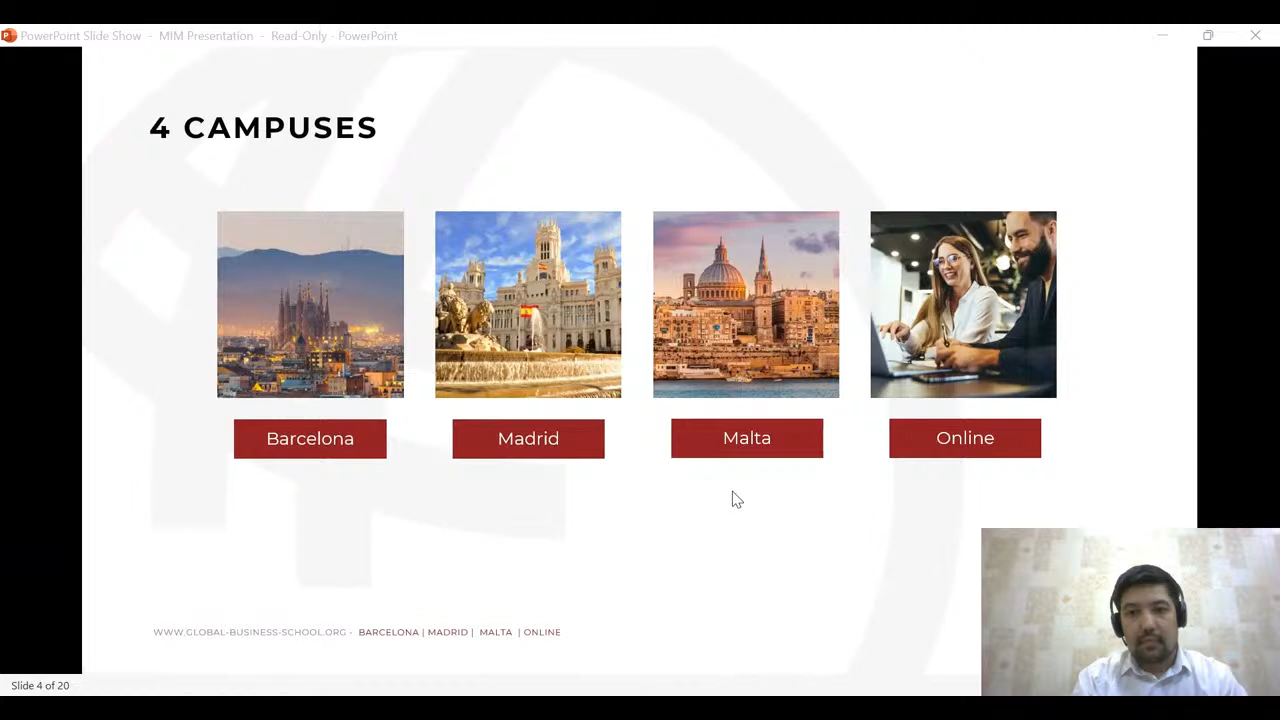 PowerPoint Slide Show - MIM Presentation - Read-Only - PowerPoint
4 CAMPUSES
Barcelona
Madrid
Malta
Online
WWW.GLOBAL-BUSINESS-SCHOOL.ORG - BARCELONA | MADRID | MALTA | ONLINE
Slide 4 of 20